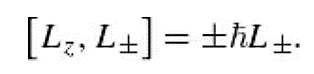 [L_z, L_±] = ±ℏL_±.